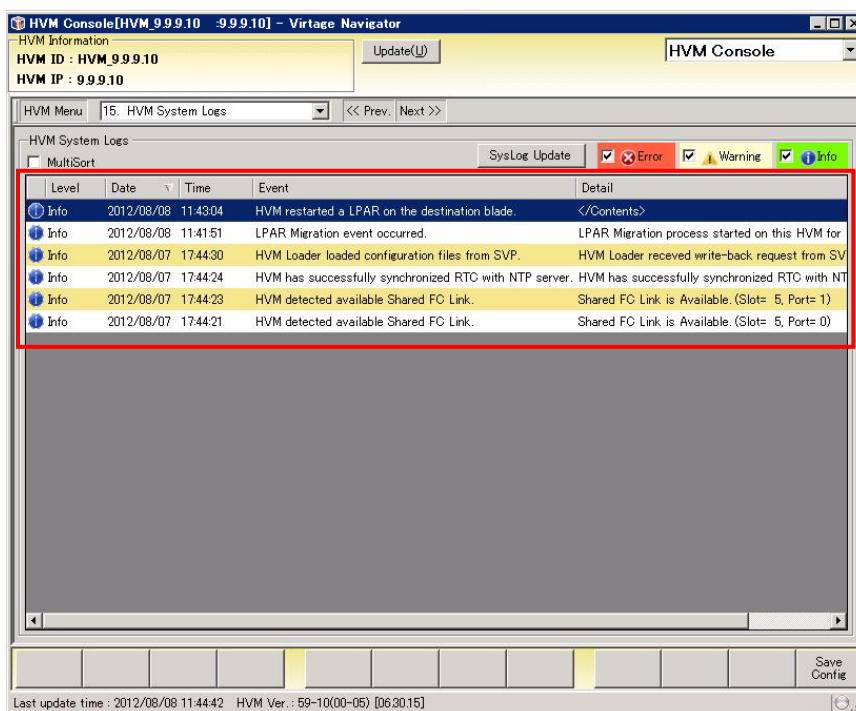 HVM Console[HVM_9.9.9.10 :9.9.9.10] - Virtage Navigator
HVM Information
HVM ID : HVM_9.9.9.10
HVM IP : 9.9.9.10
Update(U)
HVM Console
HVM Menu 15. HVM System Logs << Prev. Next >>
HVM System Logs
MultiSort
SysLog Update Error Warning Info
Level Date Time Event Detail
Info 2012/08/08 11:43:04 HVM restarted a LPAR on the destination blade. </Contents>
Info 2012/08/08 11:41:51 LPAR Migration event occurred. LPAR Migration process started on this HVM for
Info 2012/08/07 17:44:30 HVM Loader loaded configuration files from SVP. HVM Loader receved write-back request from SV
Info 2012/08/07 17:44:24 HVM has successfully synchronized RTC with NTP server. HVM has successfully synchronized RTC with NT
Info 2012/08/07 17:44:23 HVM detected available Shared FC Link. Shared FC Link is Available. (Slot= 5, Port= 1)
Info 2012/08/07 17:44:21 HVM detected available Shared FC Link. Shared FC Link is Available. (Slot= 5, Port= 0)
Save
Config
Last update time : 2012/08/08 11:44:42 HVM Ver. : 59-10(00-05) [06.30.15]